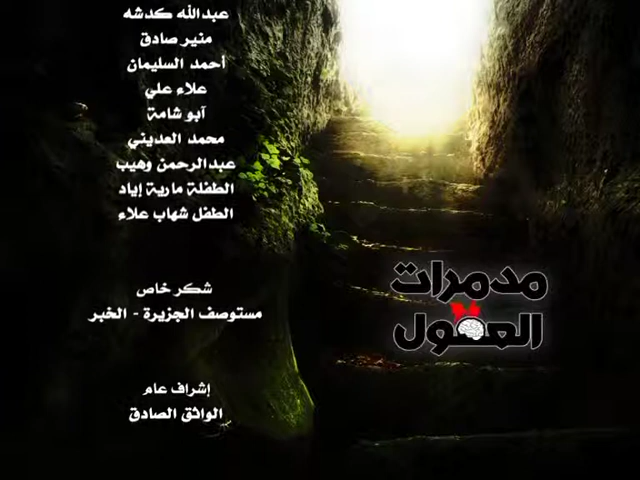 عبدالله كدشه
منير صادق
أحمد السليمان
علاء علي
أبو شامة
محمد العديني
عبدالرحمن وهيب
الطفلة مارية إياد
الطفل شهاب علاء
شكر خاص
مستوصف الجزيرة - الخبر
إشراف عام
الواثق الصادق
مدمرات
العقول